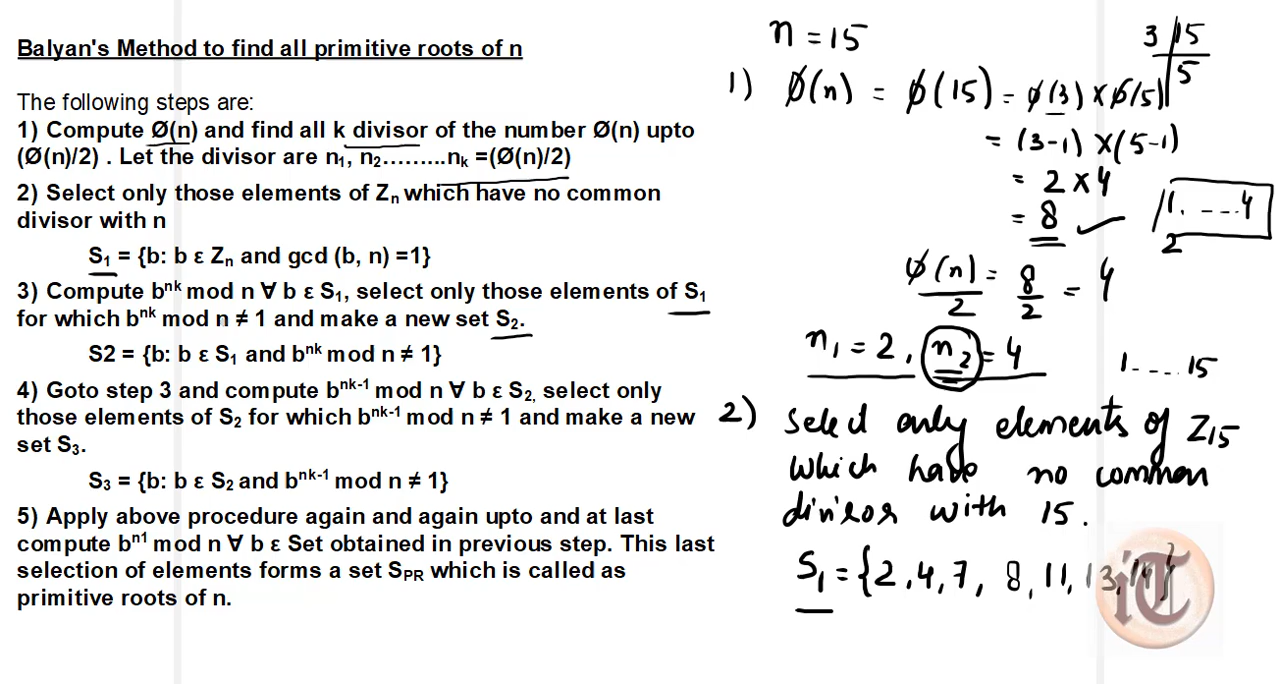 Balyan's Method to find all primitive roots of n
The following steps are:
1) Compute Ø(n) and find all k divisor of the number Ø(n) upto
(Ø(n)/2) . Let the divisor are n₁, n₂.........nₖ =(Ø(n)/2)
2) Select only those elements of Zₙ which have no common
divisor with n
S₁ = {b: b ε Zₙ and gcd (b, n) =1}
3) Compute bⁿᵏ mod n ∀ b ε S₁, select only those elements of S₁
for which bⁿᵏ mod n ≠ 1 and make a new set S₂.
S2 = {b: b ε S₁ and bⁿᵏ mod n ≠ 1}
4) Goto step 3 and compute bⁿᵏ⁻¹ mod n ∀ b ε S₂, select only
those elements of S₂ for which bⁿᵏ⁻¹ mod n ≠ 1 and make a new
set S₃.
S₃ = {b: b ε S₂ and bⁿᵏ⁻¹ mod n ≠ 1}
5) Apply above procedure again and again upto and at last
compute bⁿ¹ mod n ∀ b ε Set obtained in previous step. This last
selection of elements forms a set S_PR which is called as
primitive roots of n.
n = 15
3 | 15
5
1) Ø(n) = Ø(15) = Ø(3) × Ø(5)
= (3-1) × (5-1)
= 2 × 4
= 8 ✓
1, - - - 4
2
Ø(n)/2 = 8/2 = 4
n₁ = 2, n₂ = 4
1 - - - - 15
2) Select only elements of Z15
which have no common
divisor with 15.
S₁ = {2, 4, 7, 8, 11, 13, 14}
iTC